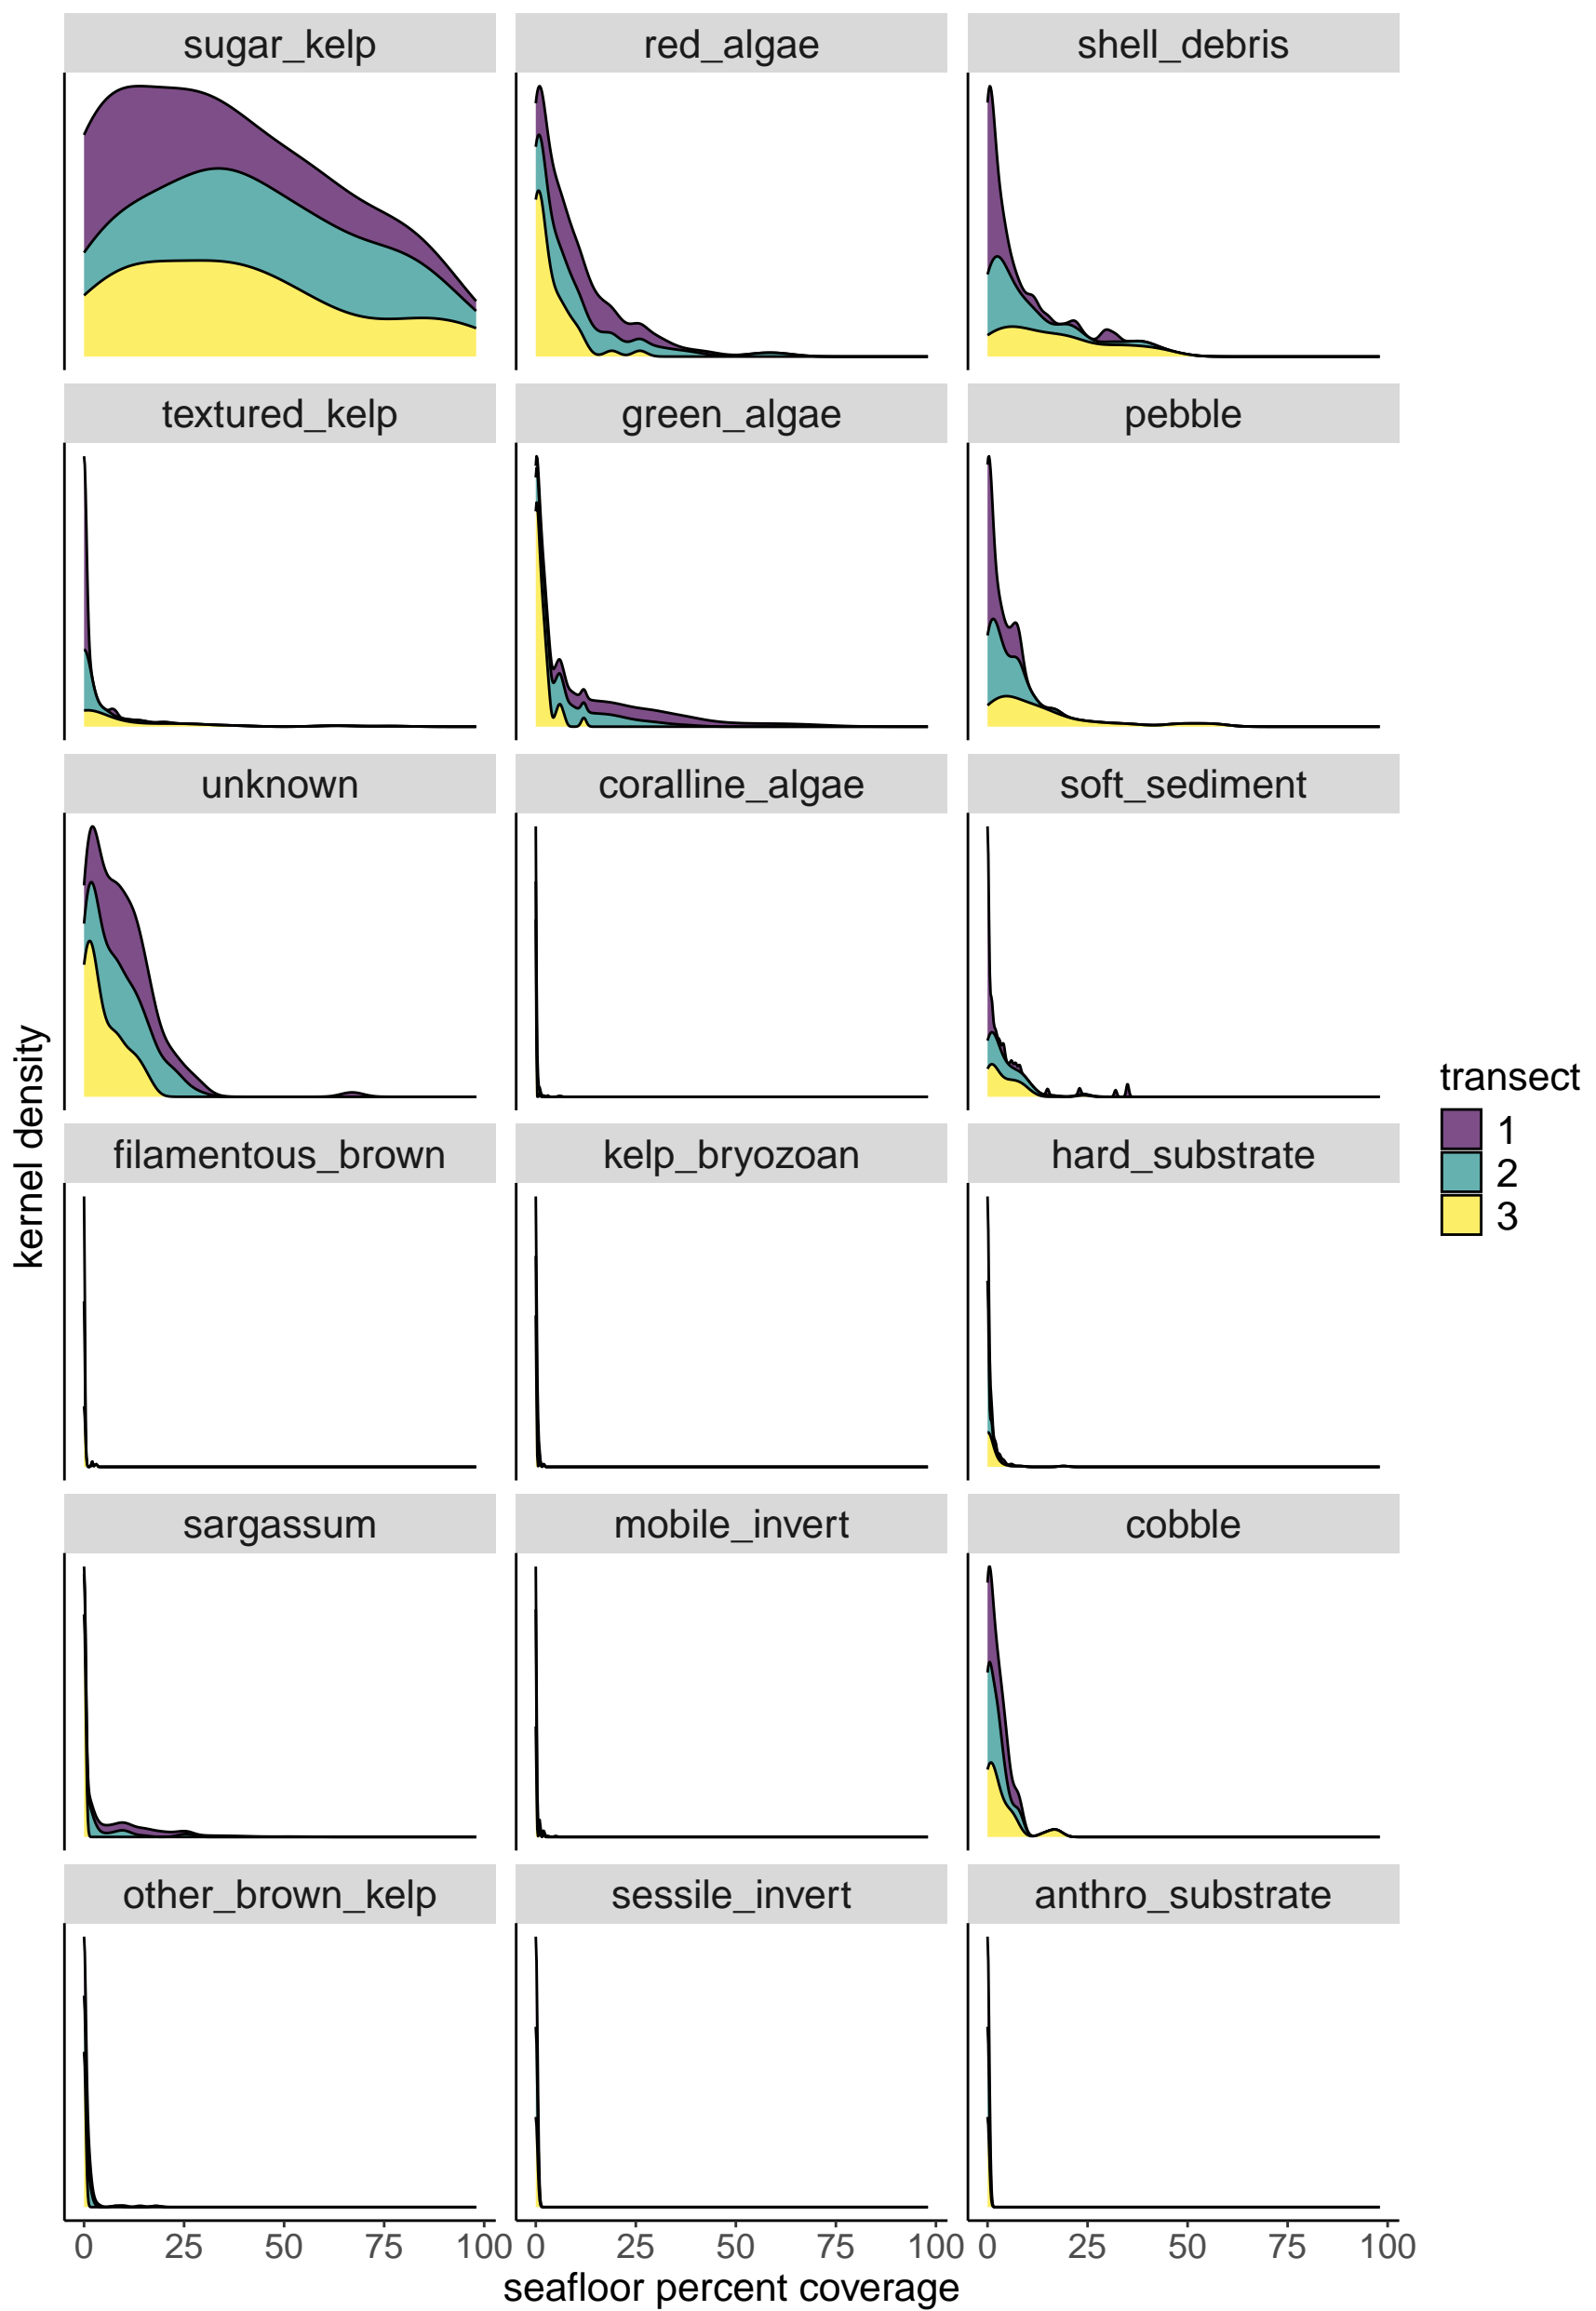 sugar_kelp
red_algae
shell_debris
textured_kelp
green_algae
pebble
unknown
coralline_algae
soft_sediment
filamentous_brown
kelp_bryozoan
hard_substrate
sargassum
mobile_invert
cobble
other_brown_kelp
sessile_invert
anthro_substrate
kernel density
0 25 50 75 100
0 25 50 75 100
0 25 50 75 100
seafloor percent coverage
transect
1
2
3